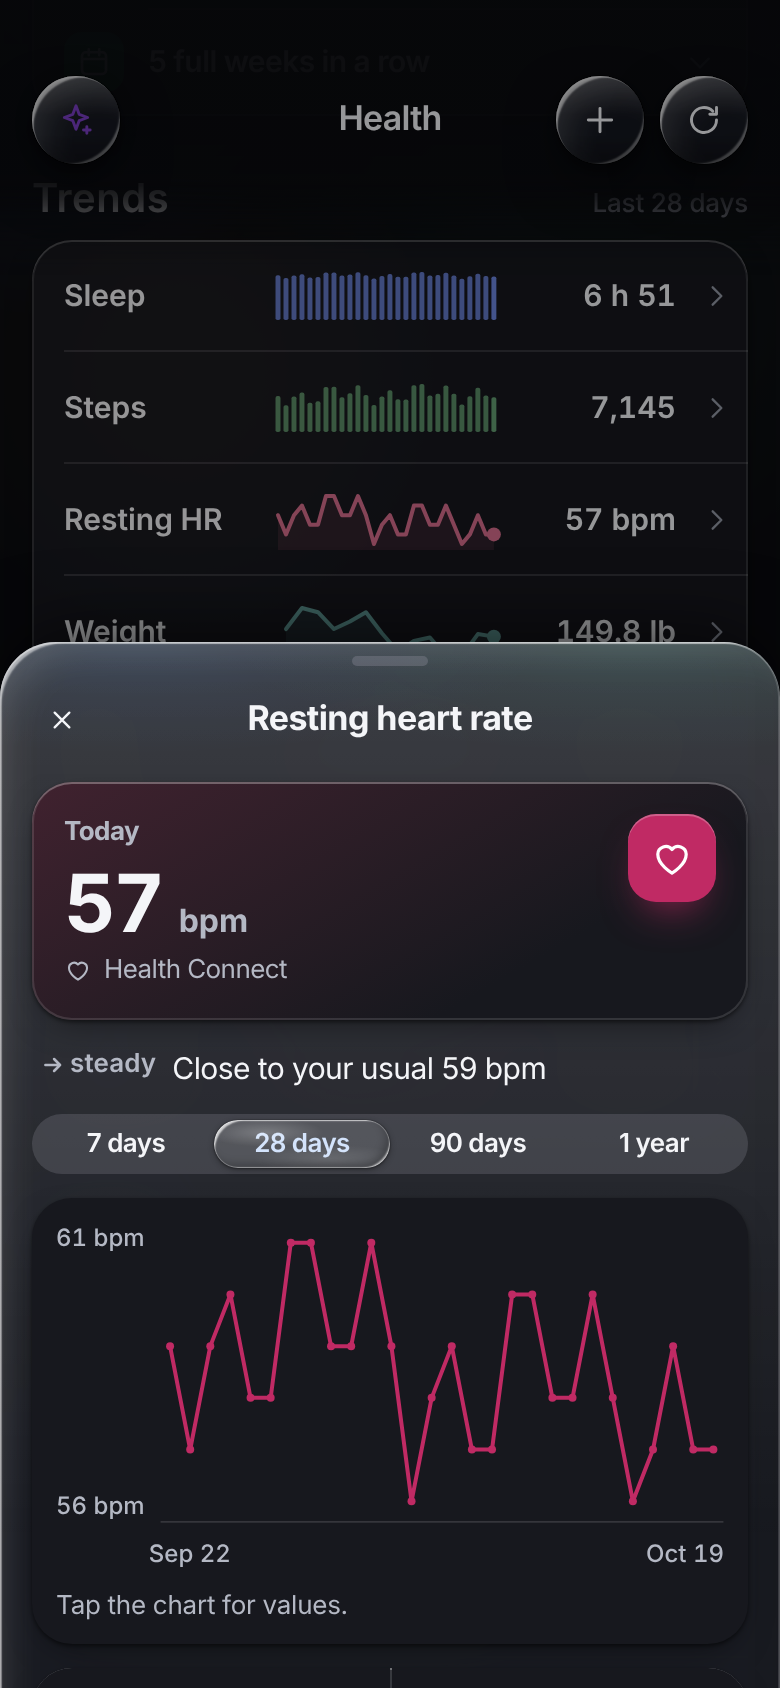 5 full weeks in a row
Health
Trends
Last 28 days
Sleep
6 h 51
Steps
7,145
Resting HR
57 bpm
Weight
149.8 lb
Resting heart rate
Today
57 bpm
Health Connect
→ steady Close to your usual 59 bpm
7 days
28 days
90 days
1 year
61 bpm
56 bpm
Sep 22
Oct 19
Tap the chart for values.